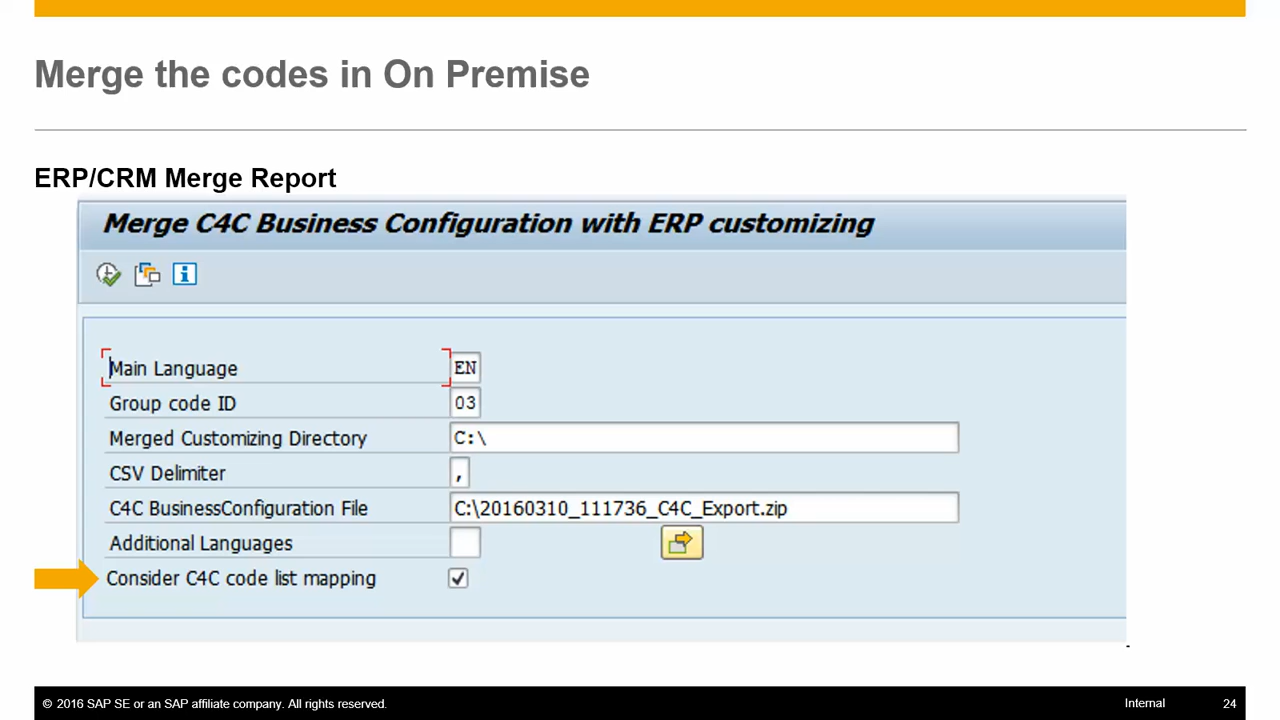 Merge the codes in On Premise
ERP/CRM Merge Report
Merge C4C Business Configuration with ERP customizing
Main Language EN
Group code ID 03
Merged Customizing Directory C:\
CSV Delimiter ,
C4C BusinessConfiguration File C:\20160310_111736_C4C_Export.zip
Additional Languages
Consider C4C code list mapping
© 2016 SAP SE or an SAP affiliate company. All rights reserved. Internal 24